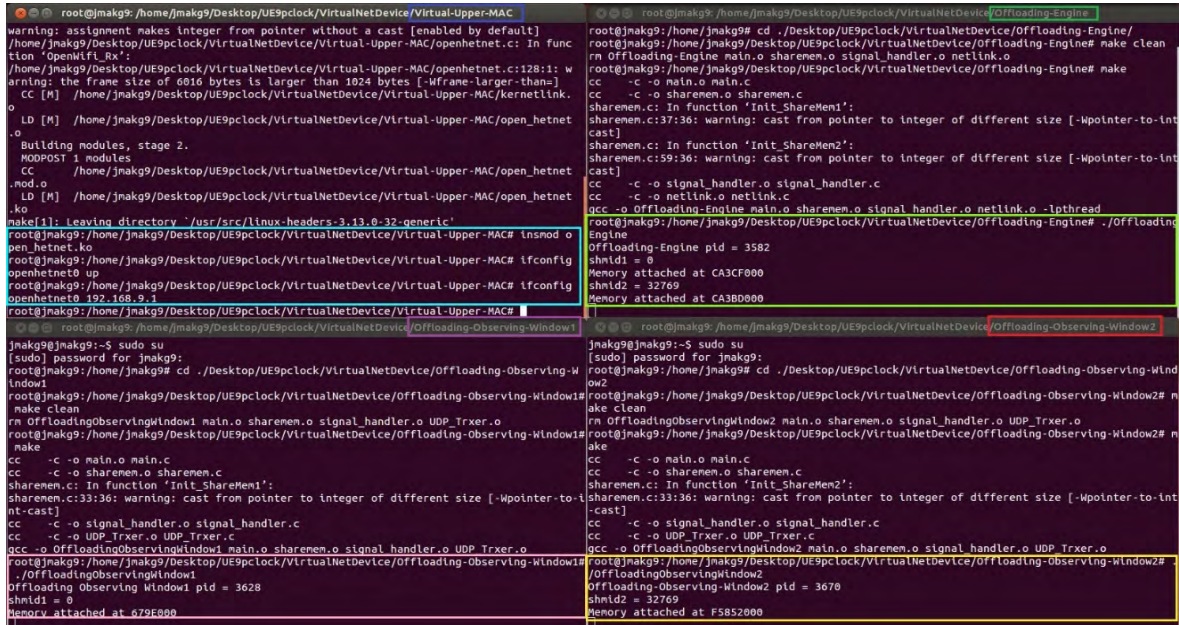 root@jmakg9: /home/jmakg9/Desktop/UE9pclock/VirtualNetDevice/Virtual-Upper-MAC
warning: assignment makes integer from pointer without a cast [enabled by default]
/home/jmakg9/Desktop/UE9pclock/VirtualNetDevice/Virtual-Upper-MAC/openhetnet.c: In func
tion ‘OpenWifi_Rx’:
/home/jmakg9/Desktop/UE9pclock/VirtualNetDevice/Virtual-Upper-MAC/openhetnet.c:128:1: w
arning: the frame size of 6016 bytes is larger than 1024 bytes [-Wframe-larger-than=]
CC [M] /home/jmakg9/Desktop/UE9pclock/VirtualNetDevice/Virtual-Upper-MAC/kernetlink.
o
LD [M] /home/jmakg9/Desktop/UE9pclock/VirtualNetDevice/Virtual-Upper-MAC/open_hetnet
.o
Building modules, stage 2.
MODPOST 1 modules
CC /home/jmakg9/Desktop/UE9pclock/VirtualNetDevice/Virtual-Upper-MAC/open_hetnet
.mod.o
LD [M] /home/jmakg9/Desktop/UE9pclock/VirtualNetDevice/Virtual-Upper-MAC/open_hetnet
.ko
make[1]: Leaving directory `/usr/src/linux-headers-3.13.0-32-generic'
root@jmakg9:/home/jmakg9/Desktop/UE9pclock/VirtualNetDevice/Virtual-Upper-MAC# insmod o
pen_hetnet.ko
root@jmakg9:/home/jmakg9/Desktop/UE9pclock/VirtualNetDevice/Virtual-Upper-MAC# ifconfig
openhetnet0 up
root@jmakg9:/home/jmakg9/Desktop/UE9pclock/VirtualNetDevice/Virtual-Upper-MAC# ifconfig
openhetnet0 192.168.9.1
root@jmakg9:/home/jmakg9/Desktop/UE9pclock/VirtualNetDevice/Virtual-Upper-MAC#
root@jmakg9: /home/jmakg9/Desktop/UE9pclock/VirtualNetDevice/Offloading-Engine
root@jmakg9:/home/jmakg9# cd ./Desktop/UE9pclock/VirtualNetDevice/Offloading-Engine/
root@jmakg9:/home/jmakg9/Desktop/UE9pclock/VirtualNetDevice/Offloading-Engine# make clean
rm Offloading-Engine main.o sharemem.o signal_handler.o netlink.o
root@jmakg9:/home/jmakg9/Desktop/UE9pclock/VirtualNetDevice/Offloading-Engine# make
cc -c -o main.o main.c
cc -c -o sharemem.o sharemem.c
sharemem.c: In function ‘Init_ShareMem1’:
sharemem.c:37:36: warning: cast from pointer to integer of different size [-Wpointer-to-int
cast]
sharemem.c: In function ‘Init_ShareMem2’:
sharemem.c:59:36: warning: cast from pointer to integer of different size [-Wpointer-to-int
cast]
cc -c -o signal_handler.o signal_handler.c
cc -c -o netlink.o netlink.c
gcc -o Offloading-Engine main.o sharemem.o signal_handler.o netlink.o -lpthread
root@jmakg9:/home/jmakg9/Desktop/UE9pclock/VirtualNetDevice/Offloading-Engine# ./Offloading
Engine
Offloading-Engine pid = 3582
shmid1 = 0
Memory attached at CA3CF000
shmid2 = 32769
Memory attached at CA3BD000
root@jmakg9: /home/jmakg9/Desktop/UE9pclock/VirtualNetDevice/Offloading-Observing-Window1
jmakg9@jmakg9:~$ sudo su
[sudo] password for jmakg9:
root@jmakg9:/home/jmakg9# cd ./Desktop/UE9pclock/VirtualNetDevice/Offloading-Observing-W
indow1
root@jmakg9:/home/jmakg9/Desktop/UE9pclock/VirtualNetDevice/Offloading-Observing-Window1#
make clean
rm OffloadingObservingWindow1 main.o sharemem.o signal_handler.o UDP_Trxer.o
root@jmakg9:/home/jmakg9/Desktop/UE9pclock/VirtualNetDevice/Offloading-Observing-Window1#
make
cc -c -o main.o main.c
cc -c -o sharemem.o sharemem.c
sharemem.c: In function ‘Init_ShareMem1’:
sharemem.c:33:36: warning: cast from pointer to integer of different size [-Wpointer-to-i
nt-cast]
cc -c -o signal_handler.o signal_handler.c
cc -c -o UDP_Trxer.o UDP_Trxer.c
gcc -o OffloadingObservingWindow1 main.o sharemem.o signal_handler.o UDP_Trxer.o
root@jmakg9:/home/jmakg9/Desktop/UE9pclock/VirtualNetDevice/Offloading-Observing-Window1#
./OffloadingObservingWindow1
Offloading Observing Window1 pid = 3628
shmid1 = 0
Memory attached at 679E000
root@jmakg9: /home/jmakg9/Desktop/UE9pclock/VirtualNetDevice/Offloading-Observing-Window2
jmakg9@jmakg9:~$ sudo su
[sudo] password for jmakg9:
root@jmakg9:/home/jmakg9# cd ./Desktop/UE9pclock/VirtualNetDevice/Offloading-Observing-Wind
ow2
root@jmakg9:/home/jmakg9/Desktop/UE9pclock/VirtualNetDevice/Offloading-Observing-Window2# m
ake clean
rm OffloadingObservingWindow2 main.o sharemem.o signal_handler.o UDP_Trxer.o
root@jmakg9:/home/jmakg9/Desktop/UE9pclock/VirtualNetDevice/Offloading-Observing-Window2# m
ake
cc -c -o main.o main.c
cc -c -o sharemem.o sharemem.c
sharemem.c: In function ‘Init_ShareMem2’:
sharemem.c:33:36: warning: cast from pointer to integer of different size [-Wpointer-to-int
-cast]
cc -c -o signal_handler.o signal_handler.c
cc -c -o UDP_Trxer.o UDP_Trxer.c
gcc -o OffloadingObservingWindow2 main.o sharemem.o signal_handler.o UDP_Trxer.o
root@jmakg9:/home/jmakg9/Desktop/UE9pclock/VirtualNetDevice/Offloading-Observing-Window2# .
/OffloadingObservingWindow2
Offloading-Observing-Window2 pid = 3670
shmid2 = 32769
Memory attached at F5852000